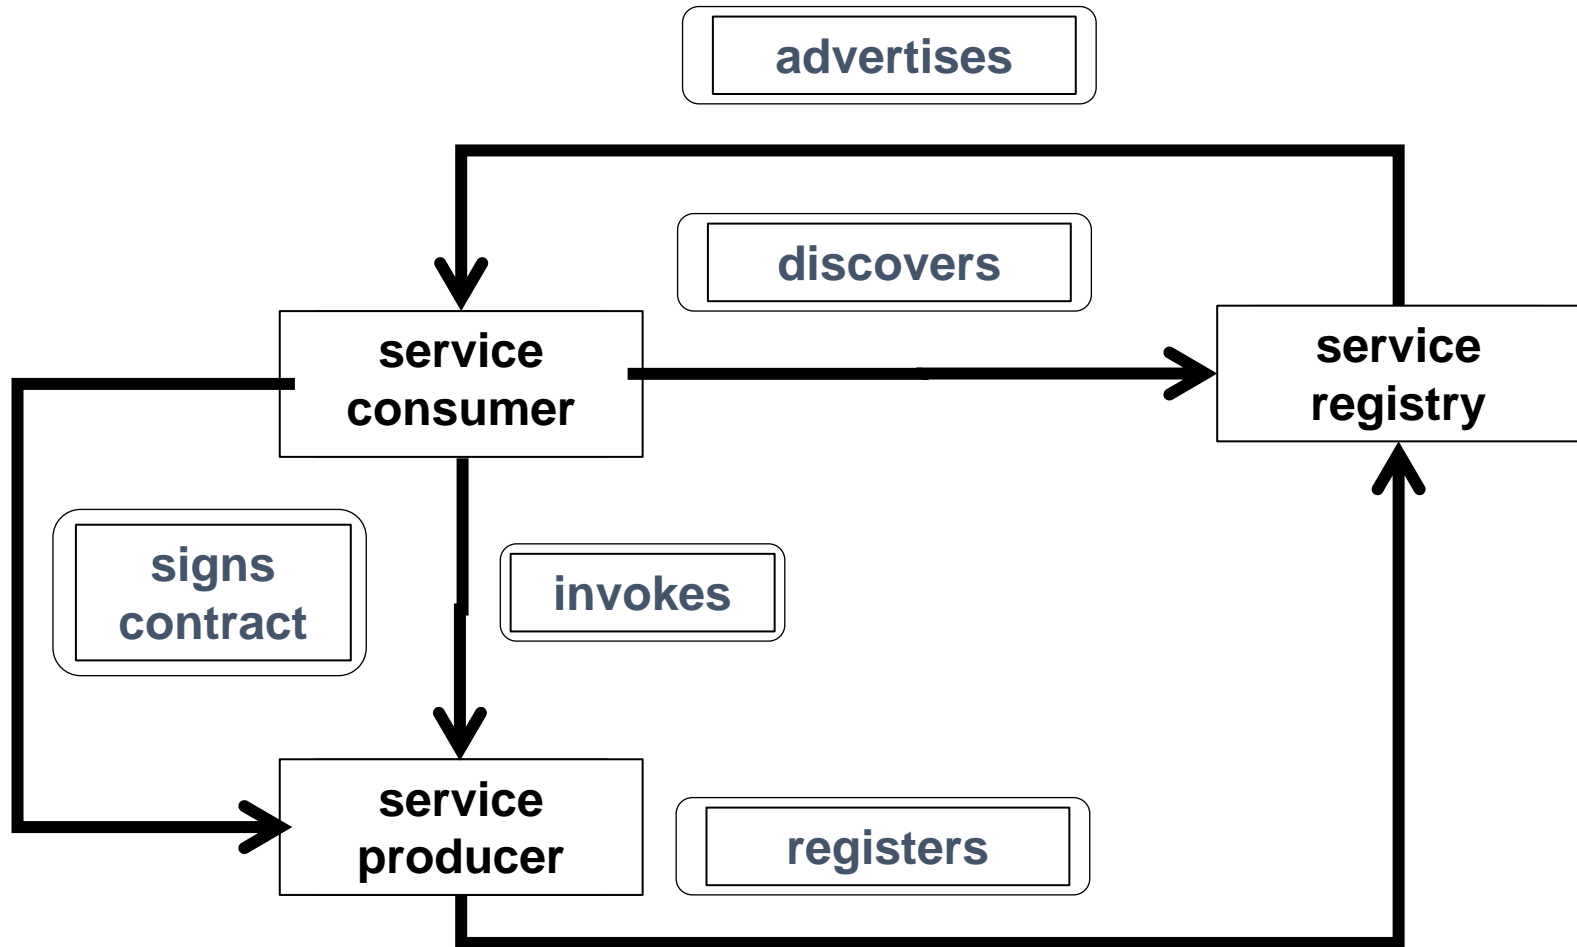 advertises
discovers
service
consumer
service
registry
signs
contract
invokes
service
producer
registers